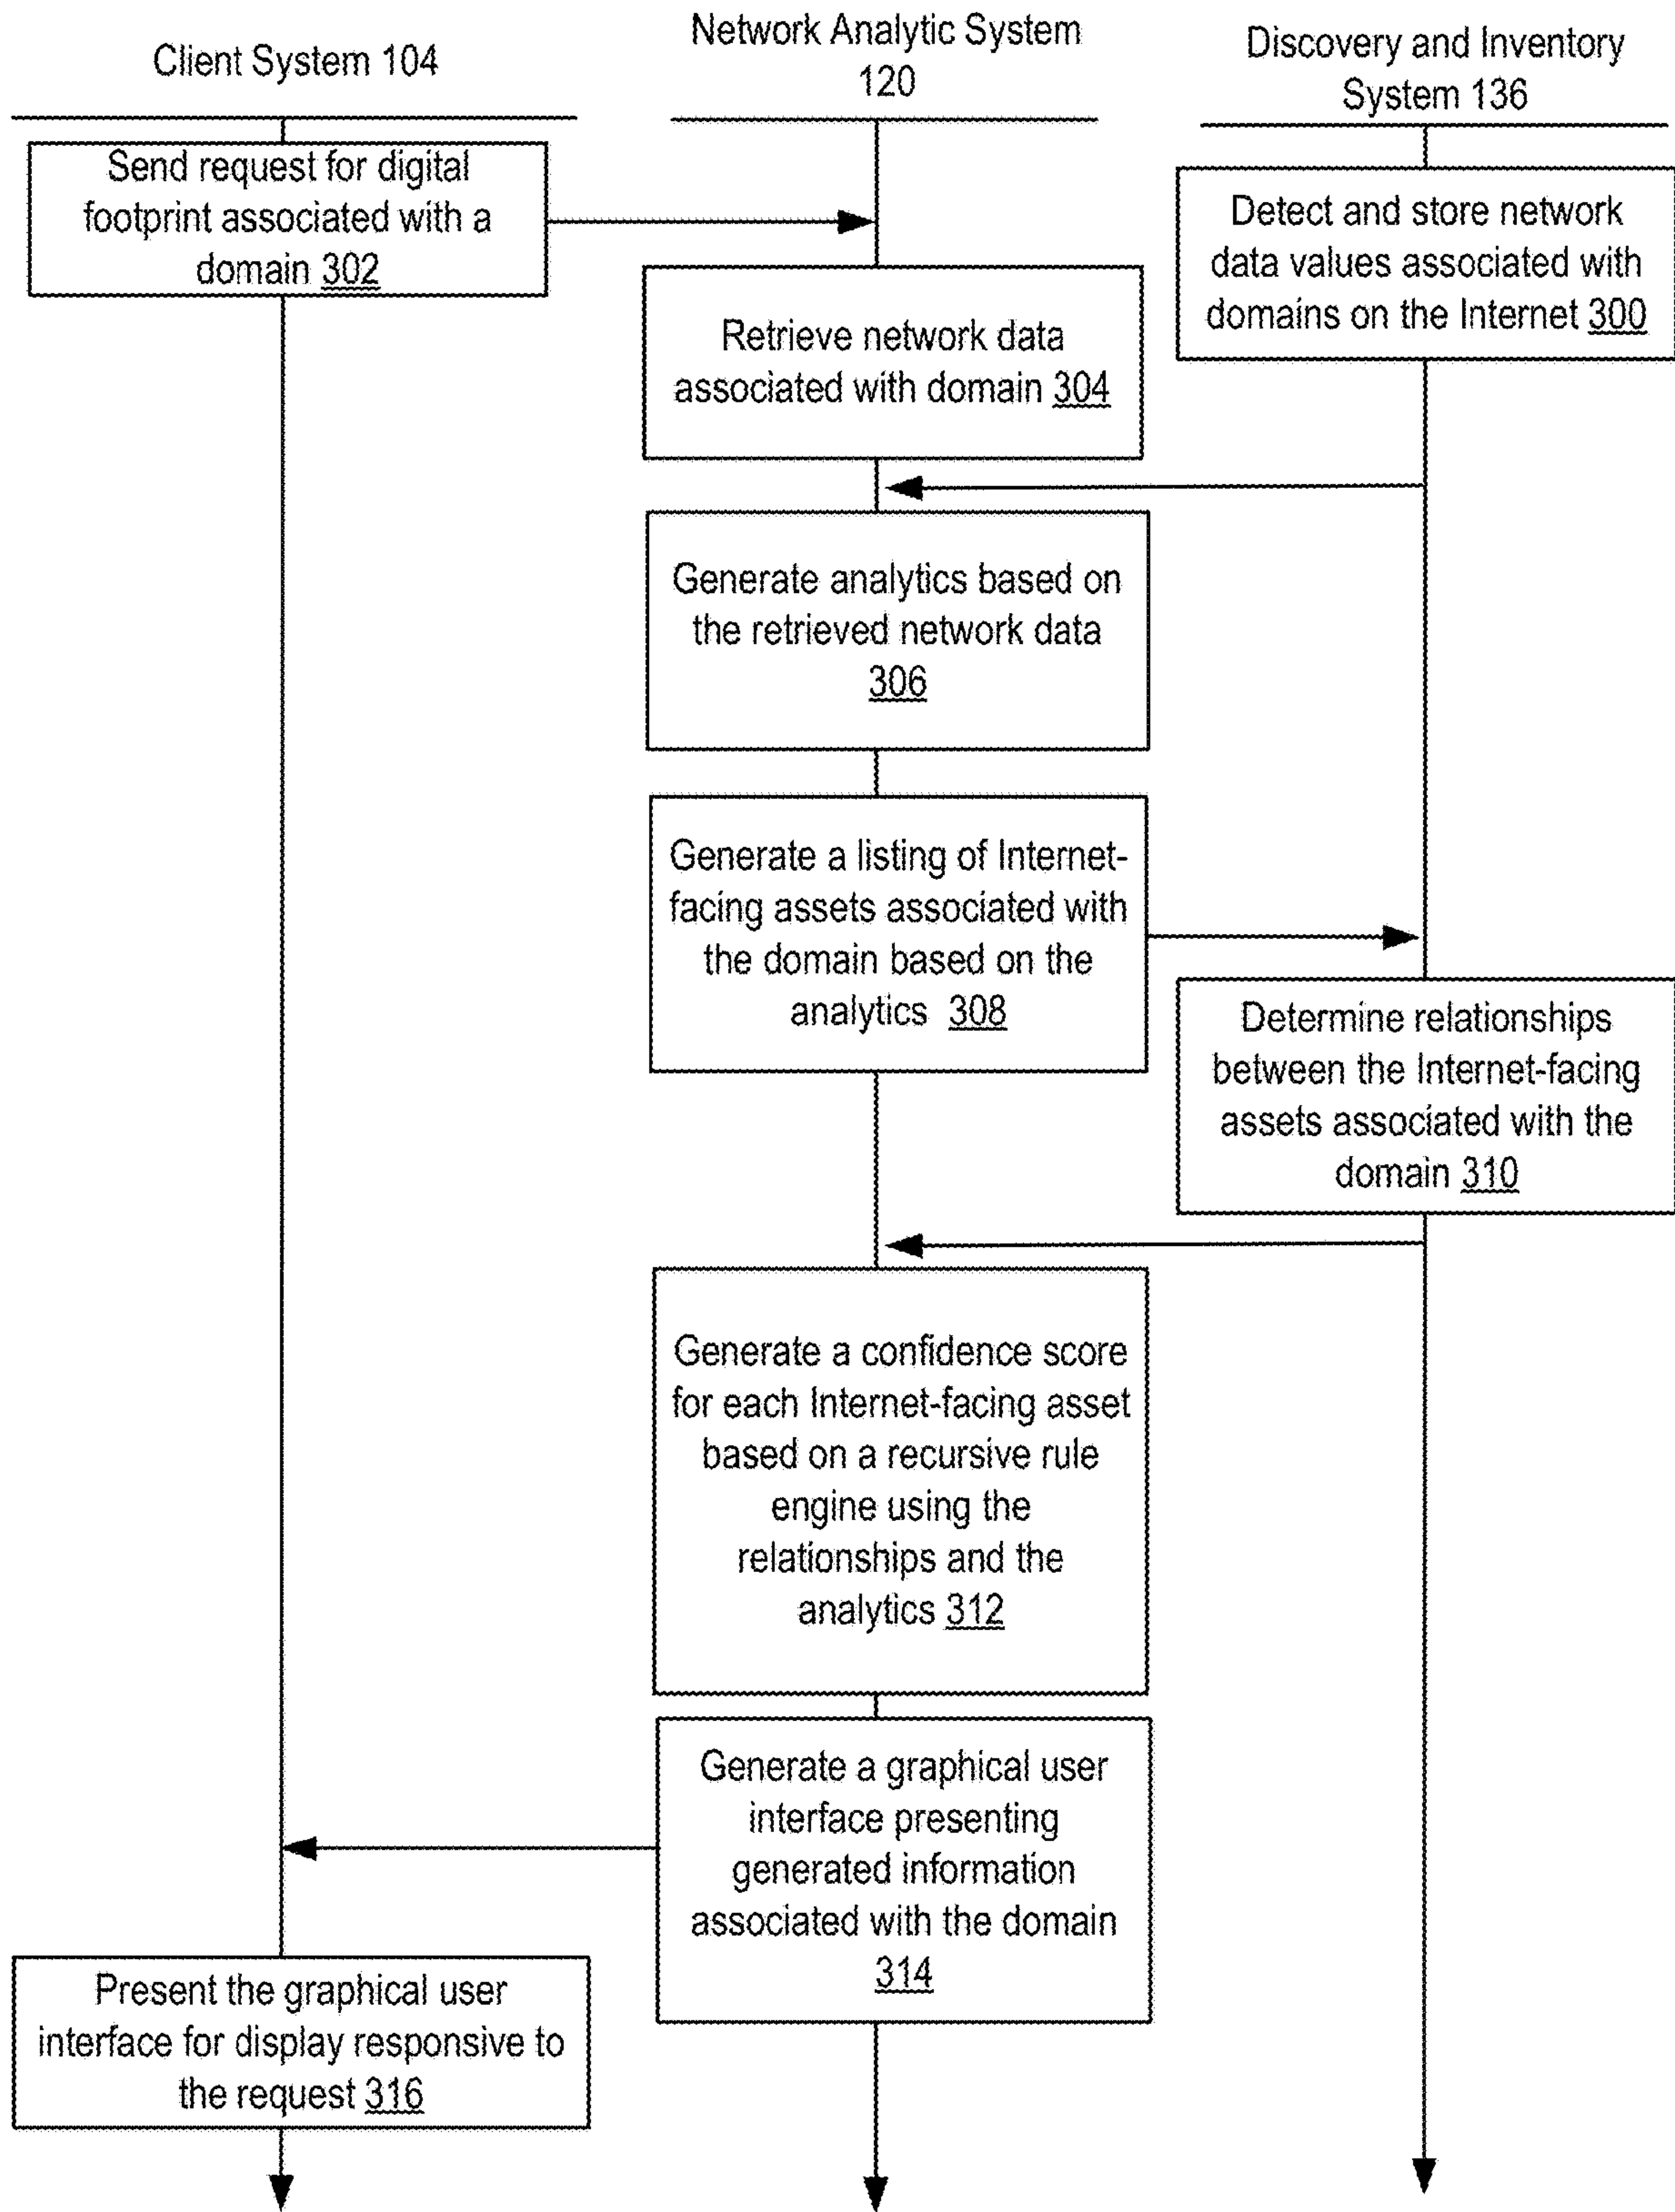 Client System 104
Network Analytic System
120
Discovery and Inventory
System 136
Send request for digital
footprint associated with a
domain 302
Detect and store network
data values associated with
domains on the Internet 300
Retrieve network data
associated with domain 304
Generate analytics based on
the retrieved network data
306
Generate a listing of Internet-
facing assets associated with
the domain based on the
analytics 308
Determine relationships
between the Internet-facing
assets associated with the
domain 310
Generate a confidence score
for each Internet-facing asset
based on a recursive rule
engine using the
relationships and the
analytics 312
Generate a graphical user
interface presenting
generated information
associated with the domain
314
Present the graphical user
interface for display responsive to
the request 316